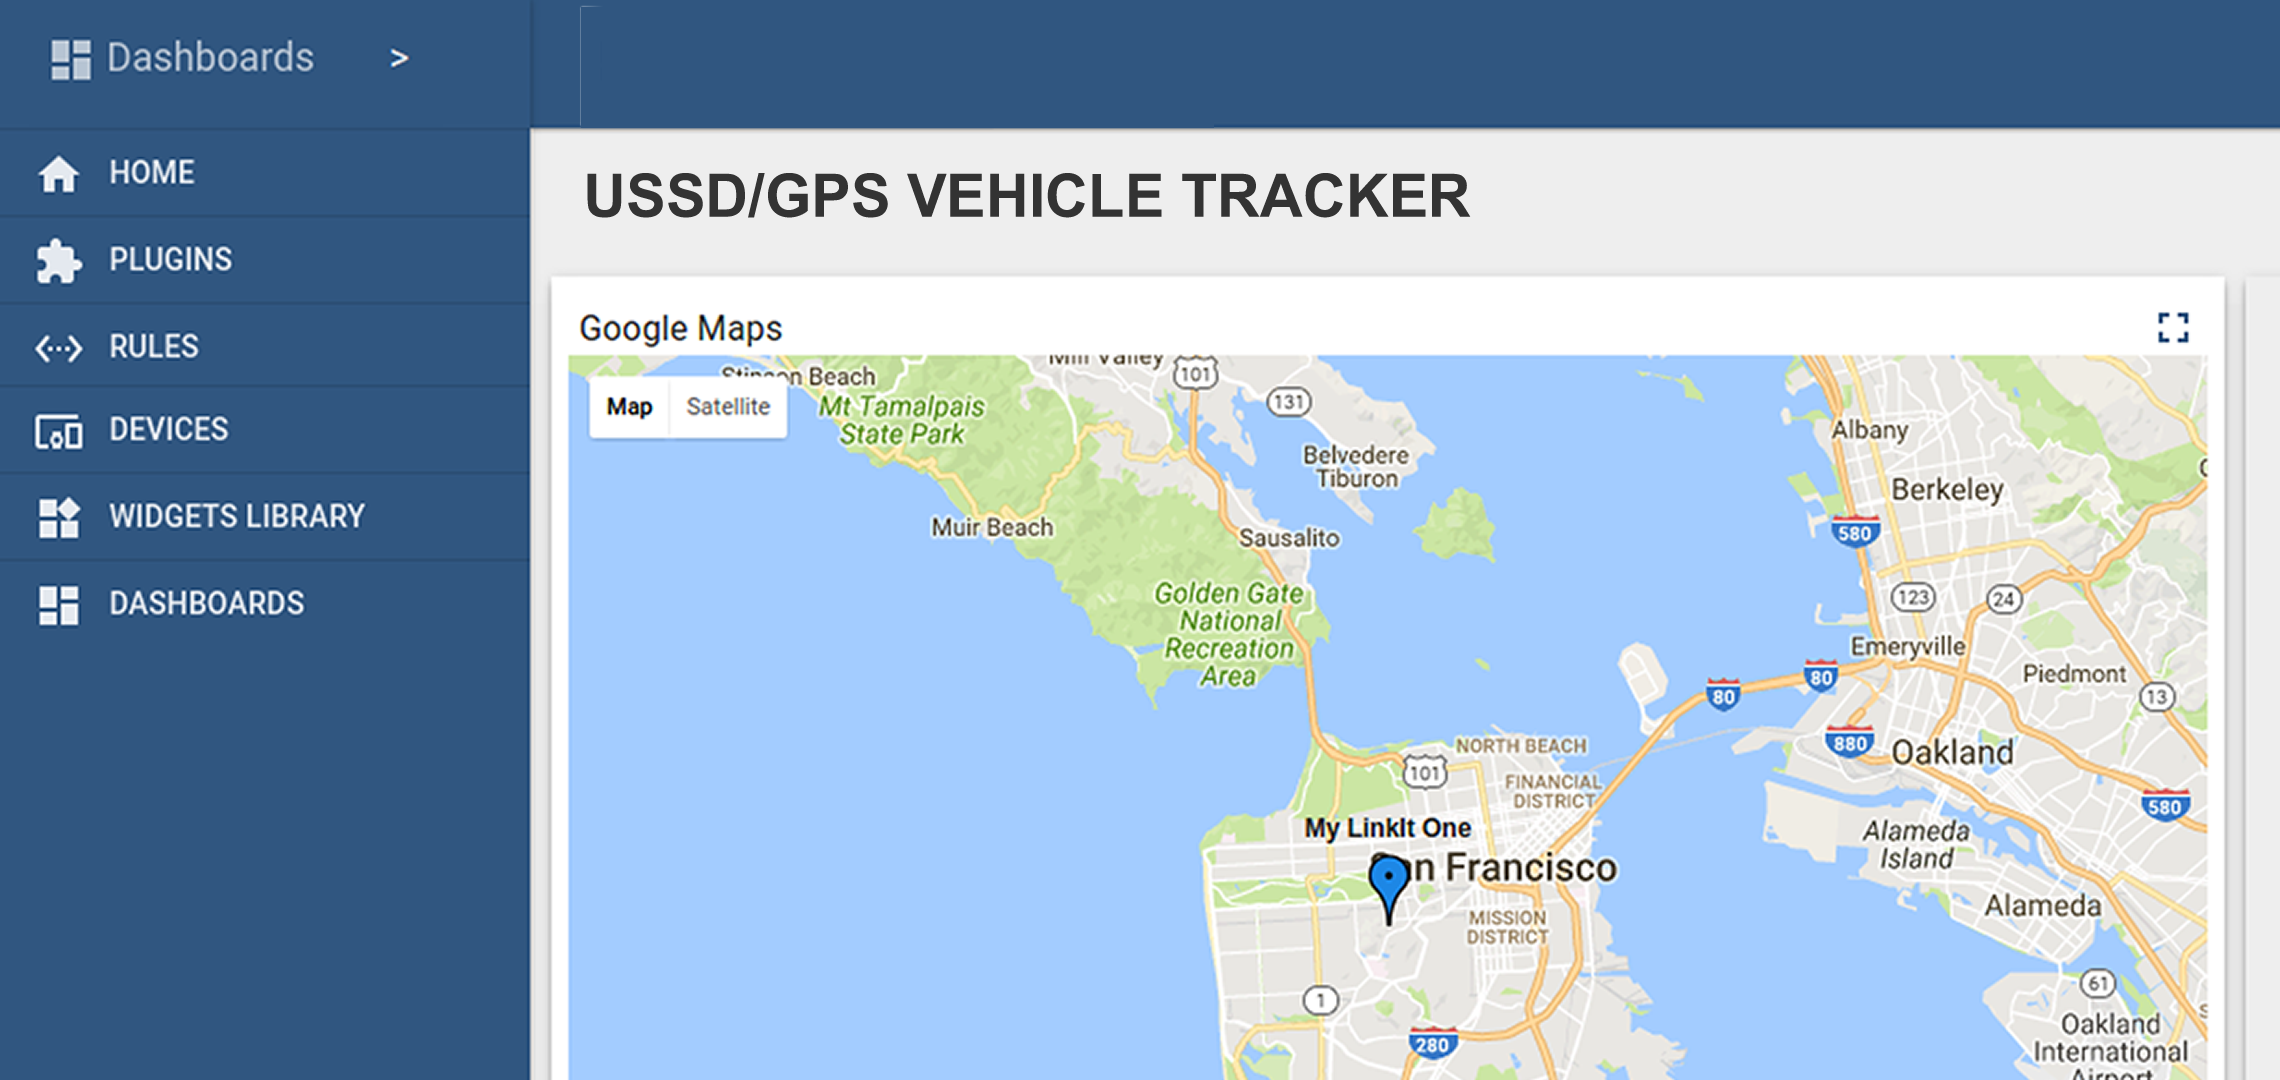 Dashboards >
HOME
PLUGINS
RULES
DEVICES
WIDGETS LIBRARY
DASHBOARDS
USSD/GPS VEHICLE TRACKER
Google Maps
Map Satellite
Beach
Mill Valley
101
131
Mt Tamalpais
State Park
Belvedere
Tiburon
Muir Beach
Sausalito
Golden Gate
National
Recreation
Area
Albany
Berkeley
580
123
24
Emeryville
Piedmont
13
80
80
880
Oakland
580
NORTH BEACH
101
FINANCIAL
DISTRICT
My LinkIt One
Francisco
MISSION
DISTRICT
Alameda
Island
Alameda
1
280
61
Oakland
International
Airport